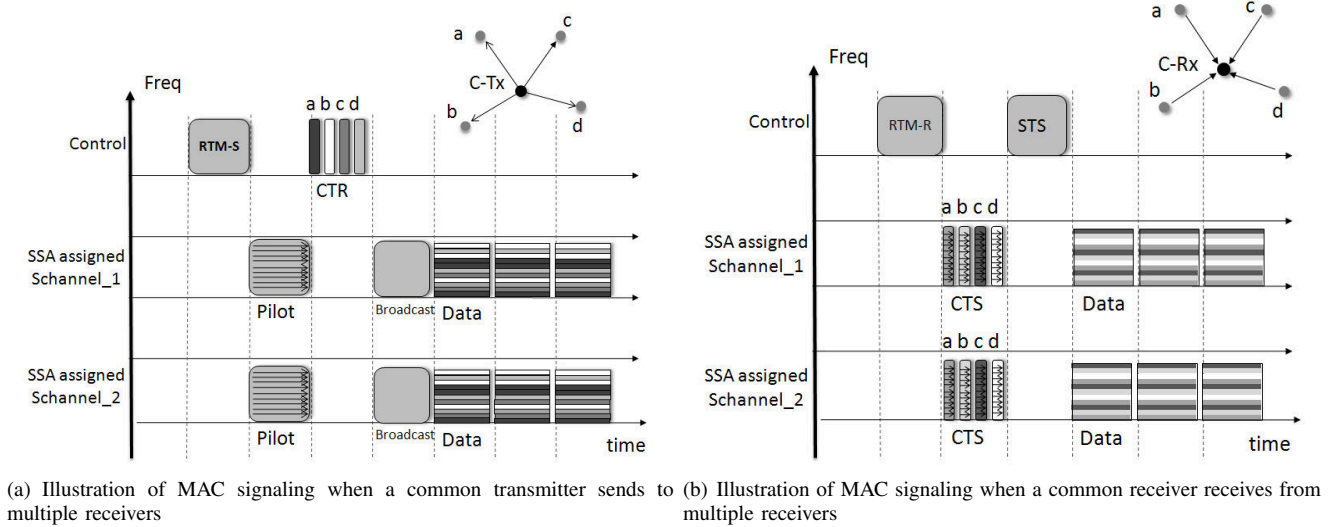 a
c
C-Tx
b
d
Freq
a b c d
Control
RTM-S
CTR
SSA assigned
Schannel_1
Pilot
Broadcast
Data
SSA assigned
Schannel_2
Pilot
Broadcast
Data
time
(a) Illustration of MAC signaling when a common transmitter sends to
multiple receivers
a
c
C-Rx
b
d
Freq
Control
RTM-R
STS
a b c d
SSA assigned
Schannel_1
CTS
Data
a b c d
SSA assigned
Schannel_2
CTS
Data
time
(b) Illustration of MAC signaling when a common receiver receives from
multiple receivers